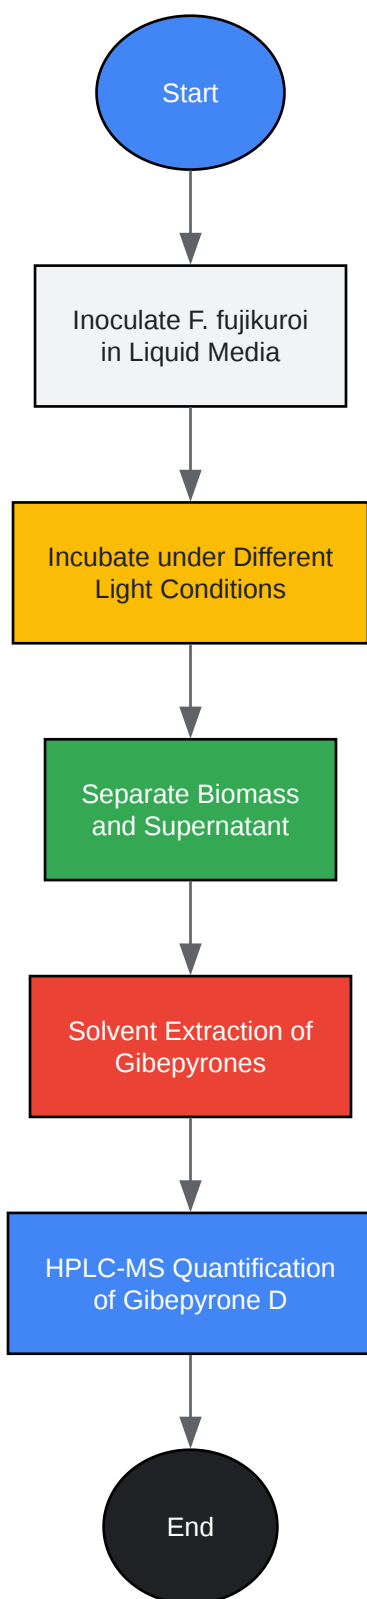 Start
Inoculate F. fujikuroi
in Liquid Media
Incubate under Different
Light Conditions
Separate Biomass
and Supernatant
Solvent Extraction of
Gibepyrones
HPLC-MS Quantification
of Gibepyrone D
End